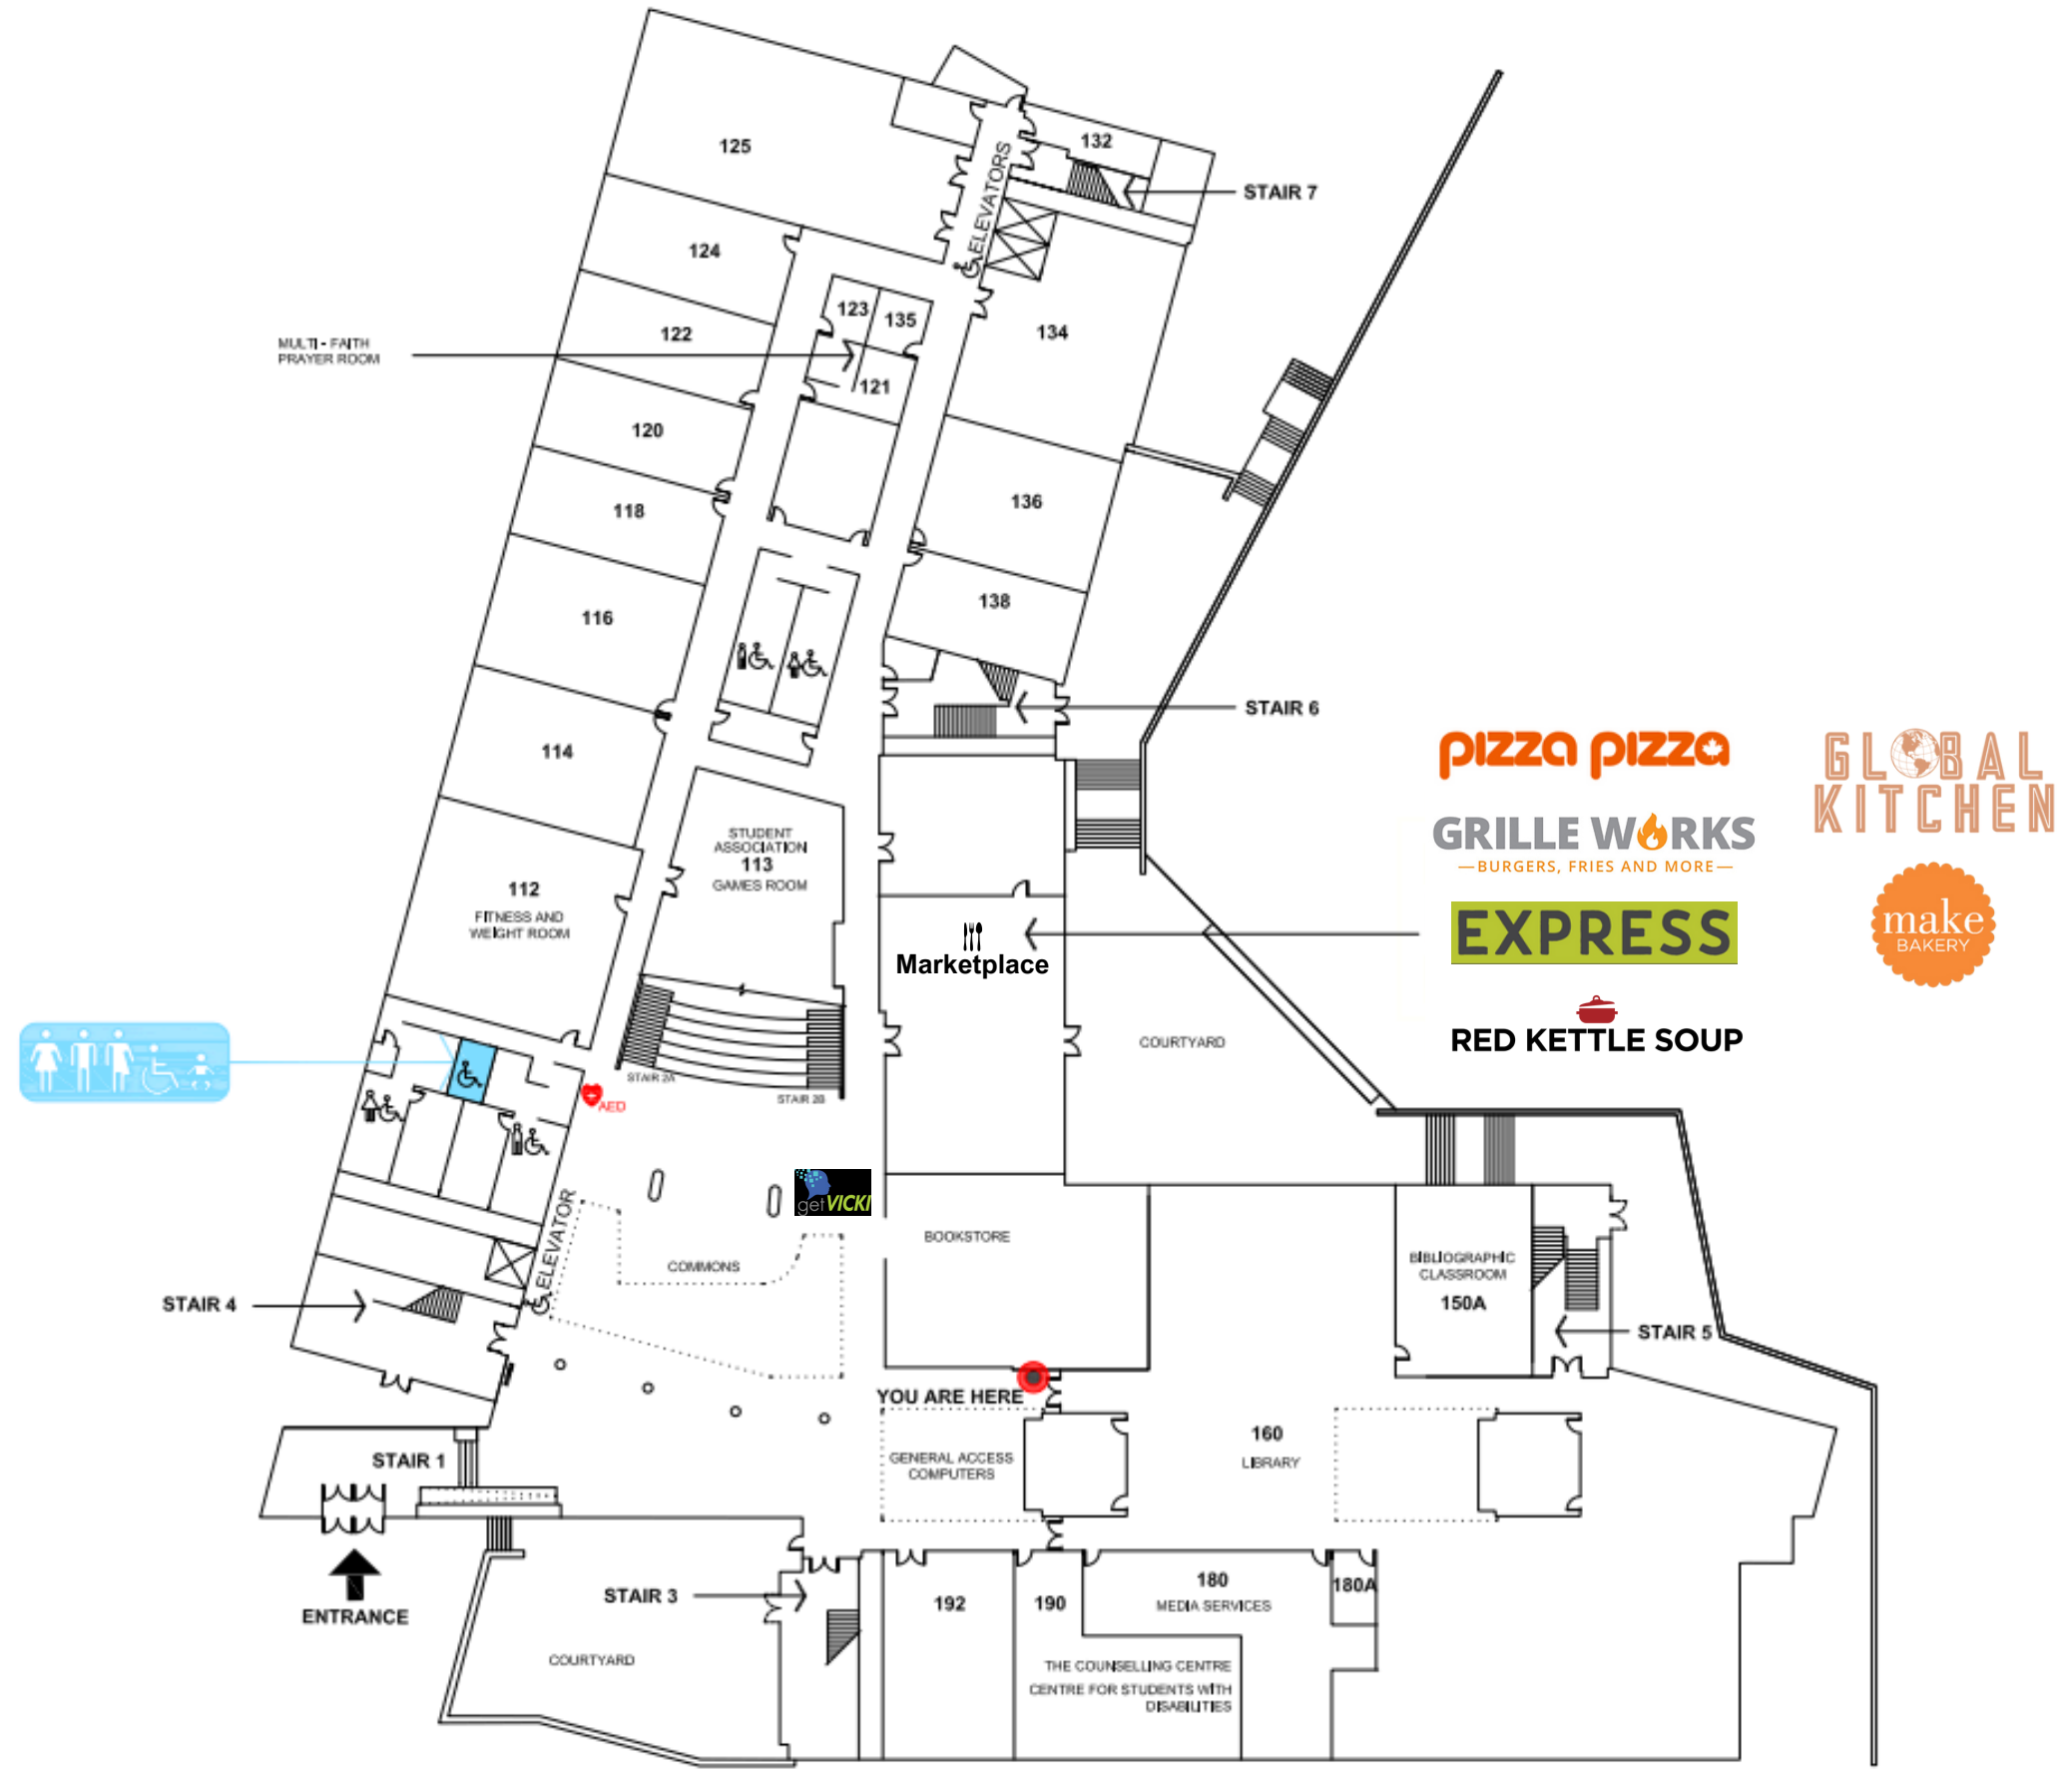 125
132
ELEVATORS
STAIR 7
124
123
135
122
134
MULTI - FAITH
PRAYER ROOM
121
120
118
136
116
138
STAIR 6
114
pizza pizza
GLOBAL
KITCHEN
GRILLE WORKS
BURGERS, FRIES AND MORE
STUDENT
ASSOCIATION
113
GAMES ROOM
112
FITNESS AND
WEIGHT ROOM
EXPRESS
make
BAKERY
Marketplace
RED KETTLE SOUP
COURTYARD
STAIR 2A
STAIR 2B
AED
getVICKI
ELEVATOR
COMMONS
BOOKSTORE
BIBLIOGRAPHIC
CLASSROOM
150A
STAIR 4
STAIR 5
YOU ARE HERE
STAIR 1
GENERAL ACCESS
COMPUTERS
160
LIBRARY
ENTRANCE
STAIR 3
192
190
180
MEDIA SERVICES
180A
COURTYARD
THE COUNSELLING CENTRE
CENTRE FOR STUDENTS WITH
DISABILITIES